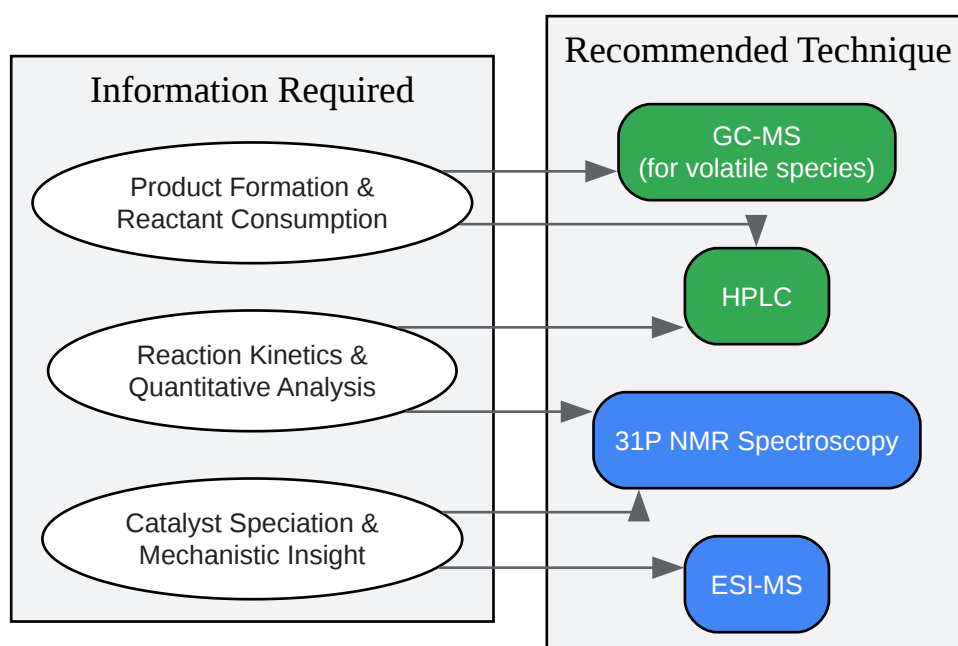 Information Required
Product Formation &
Reactant Consumption
Reaction Kinetics &
Quantitative Analysis
Catalyst Speciation &
Mechanistic Insight
Recommended Technique
GC-MS
(for volatile species)
HPLC
31P NMR Spectroscopy
ESI-MS